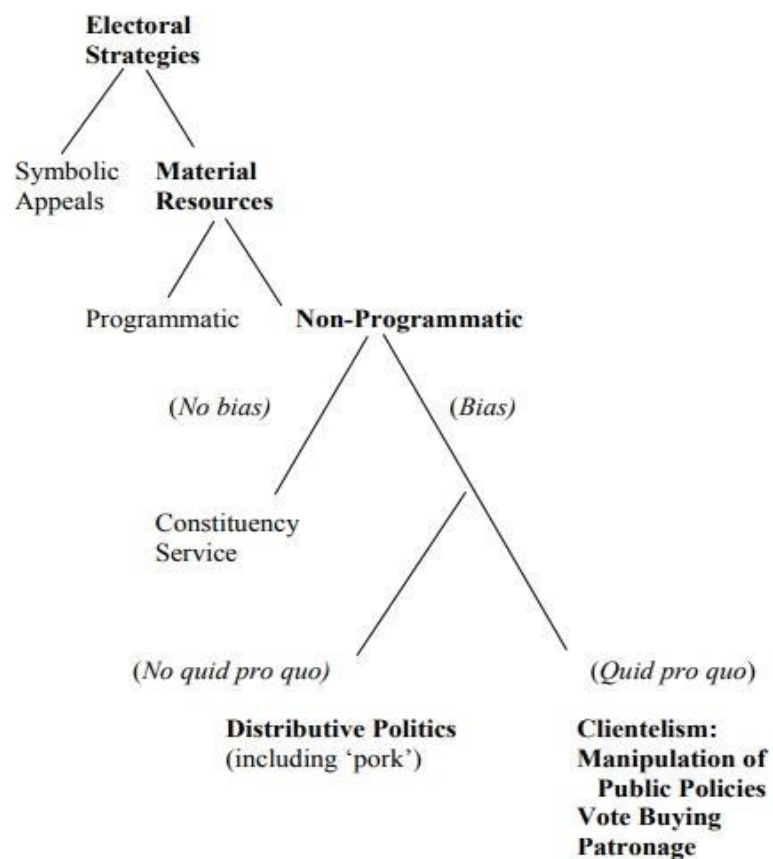 Electoral
Strategies
Symbolic
Appeals
Material
Resources
Programmatic
Non-Programmatic
(No bias)
(Bias)
Constituency
Service
(No quid pro quo)
(Quid pro quo)
Distributive Politics
(including ‘pork’)
Clientelism:
Manipulation of
Public Policies
Vote Buying
Patronage